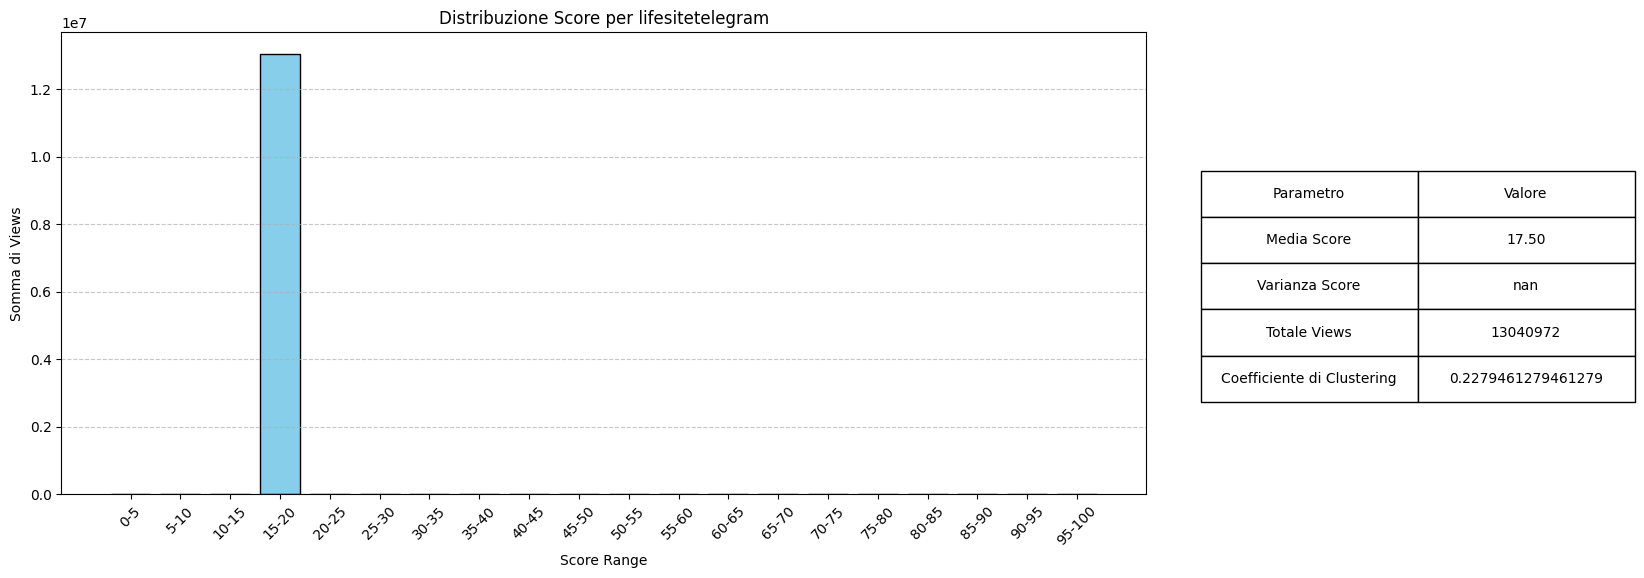 Distribuzione Score per lifesitetelegram
1e7
1.2
1.0
0.8
0.6
0.4
0.2
0.0
Somma di Views
0-5 5-10 10-15 15-20 20-25 25-30 30-35 35-40 40-45 45-50 50-55 55-60 60-65 65-70 70-75 75-80 80-85 85-90 90-95 95-100
Score Range
Parametro Valore
Media Score 17.50
Varianza Score nan
Totale Views 13040972
Coefficiente di Clustering 0.2279461279461279